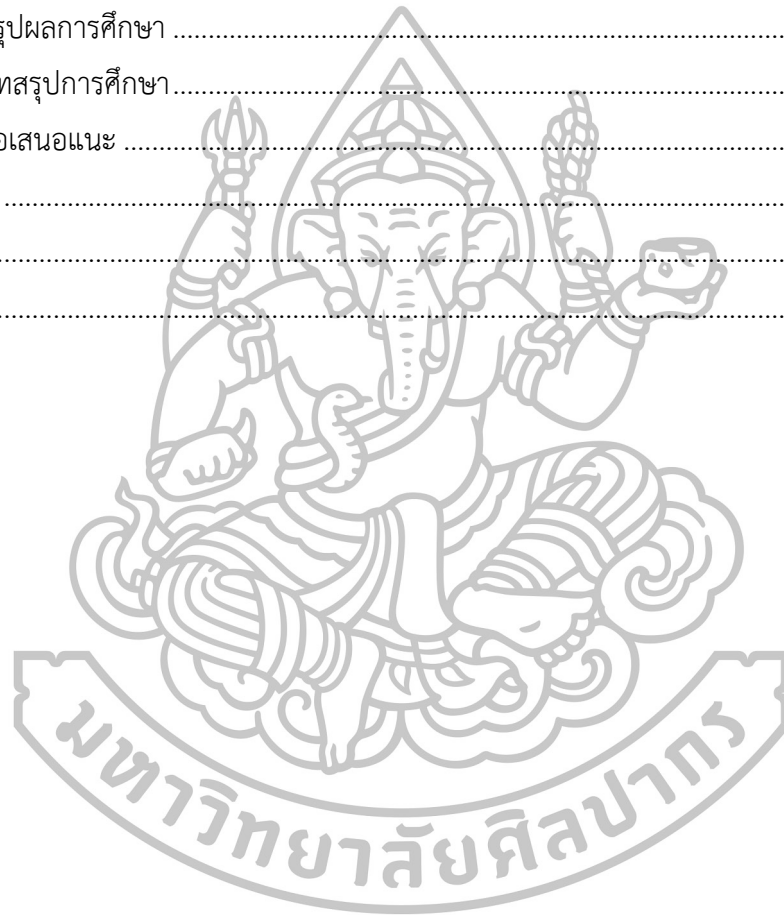 รุปผลการศึกษา ........................................................................
ทสรุปการศึกษา........................................................................
อเสนอแนะ ..............................................................................
............................................................................................
............................................................................................
............................................................................................
มหาวิทยาลัยศิลปากร